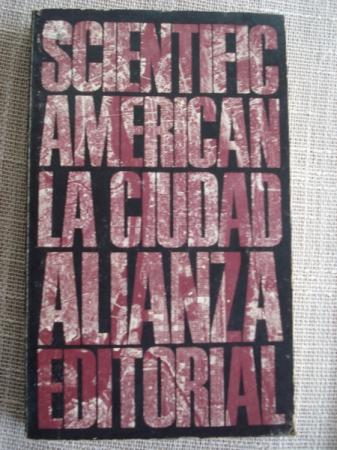 SCIENTIFIC
AMERICAN
LA CIUDAD
ALIANZA
EDITORIAL